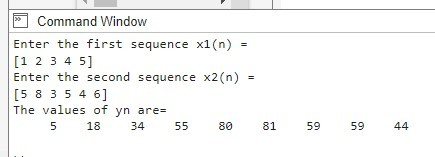 Command Window
Enter the first sequence x1(n) =
[1 2 3 4 5]
Enter the second sequence x2(n) =
[5 8 3 5 4 6]
The values of yn are=
5 18 34 55 80 81 59 59 44